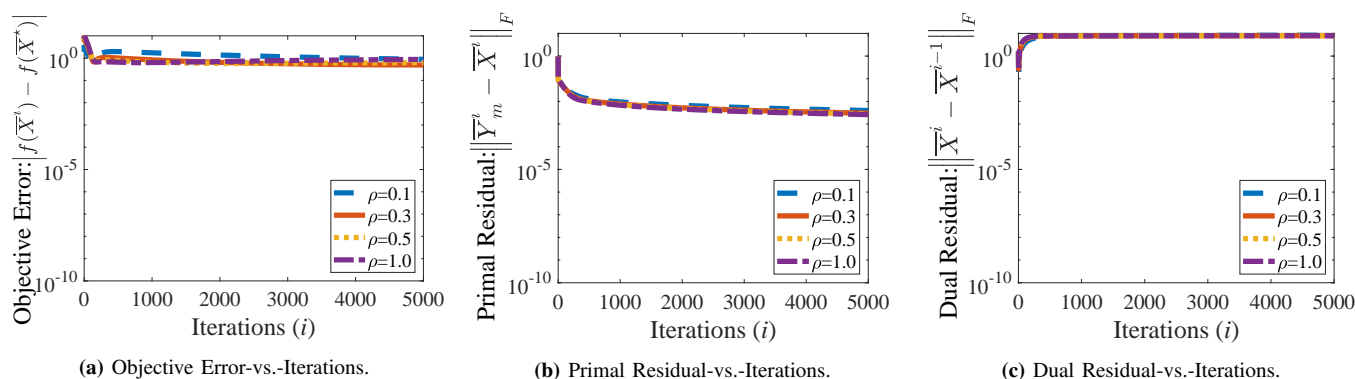 Objective Error:|f(X̅^i) − f(X̅^*)|
10^0
10^-5
10^-10
0 1000 2000 3000 4000 5000
Iterations (i)
ρ=0.1
ρ=0.3
ρ=0.5
ρ=1.0
(a) Objective Error-vs.-Iterations.
Primal Residual:||Y̅^i_m − X̅^i||_F
10^0
10^-5
10^-10
0 1000 2000 3000 4000 5000
Iterations (i)
ρ=0.1
ρ=0.3
ρ=0.5
ρ=1.0
(b) Primal Residual-vs.-Iterations.
Dual Residual:||X̅^i − X̅^{i−1}||_F
10^0
10^-5
10^-10
0 1000 2000 3000 4000 5000
Iterations (i)
ρ=0.1
ρ=0.3
ρ=0.5
ρ=1.0
(c) Dual Residual-vs.-Iterations.